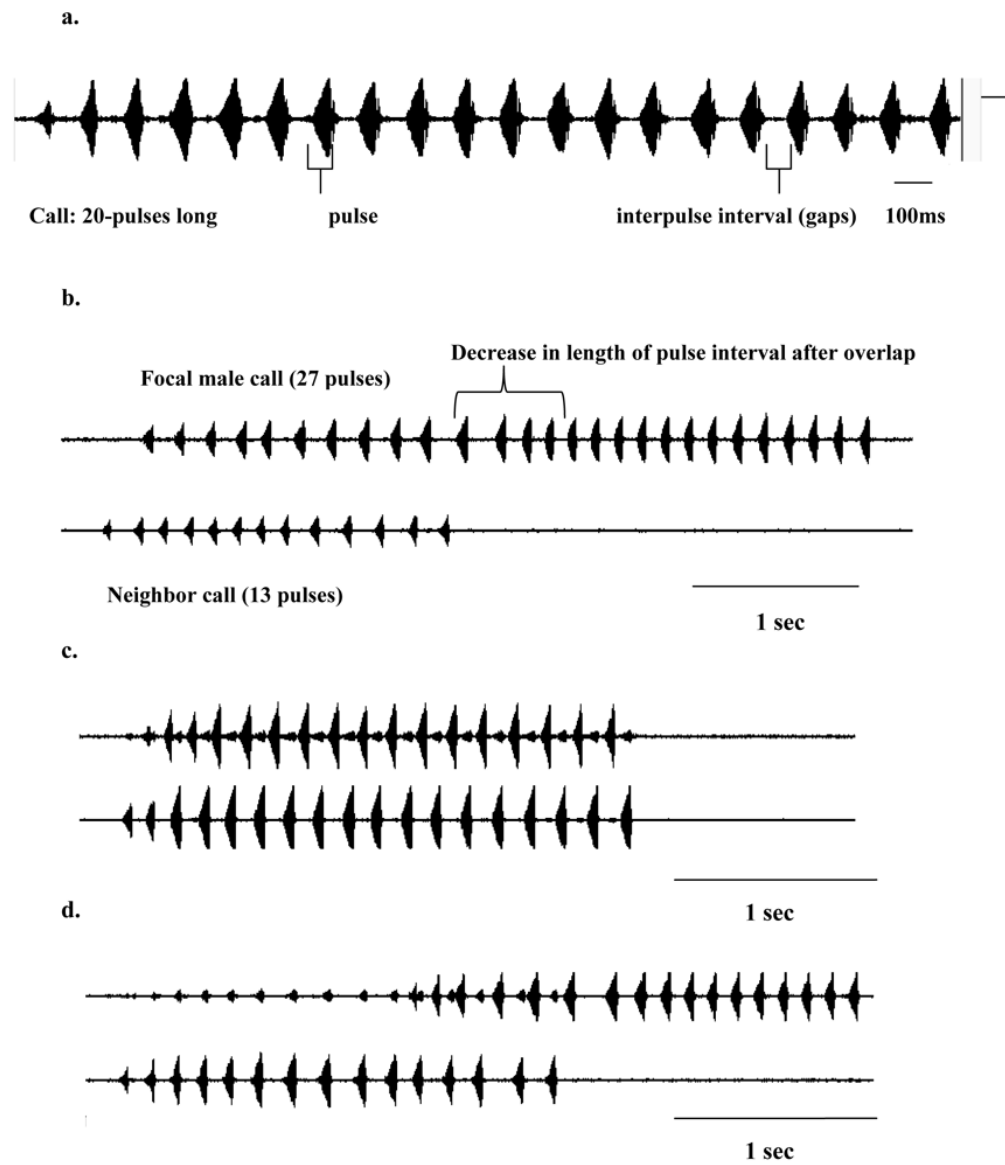 a.
Call: 20-pulses long pulse interpulse interval (gaps) 100ms
b.
Decrease in length of pulse interval after overlap
Focal male call (27 pulses)
Neighbor call (13 pulses)
1 sec
c.
1 sec
d.
1 sec